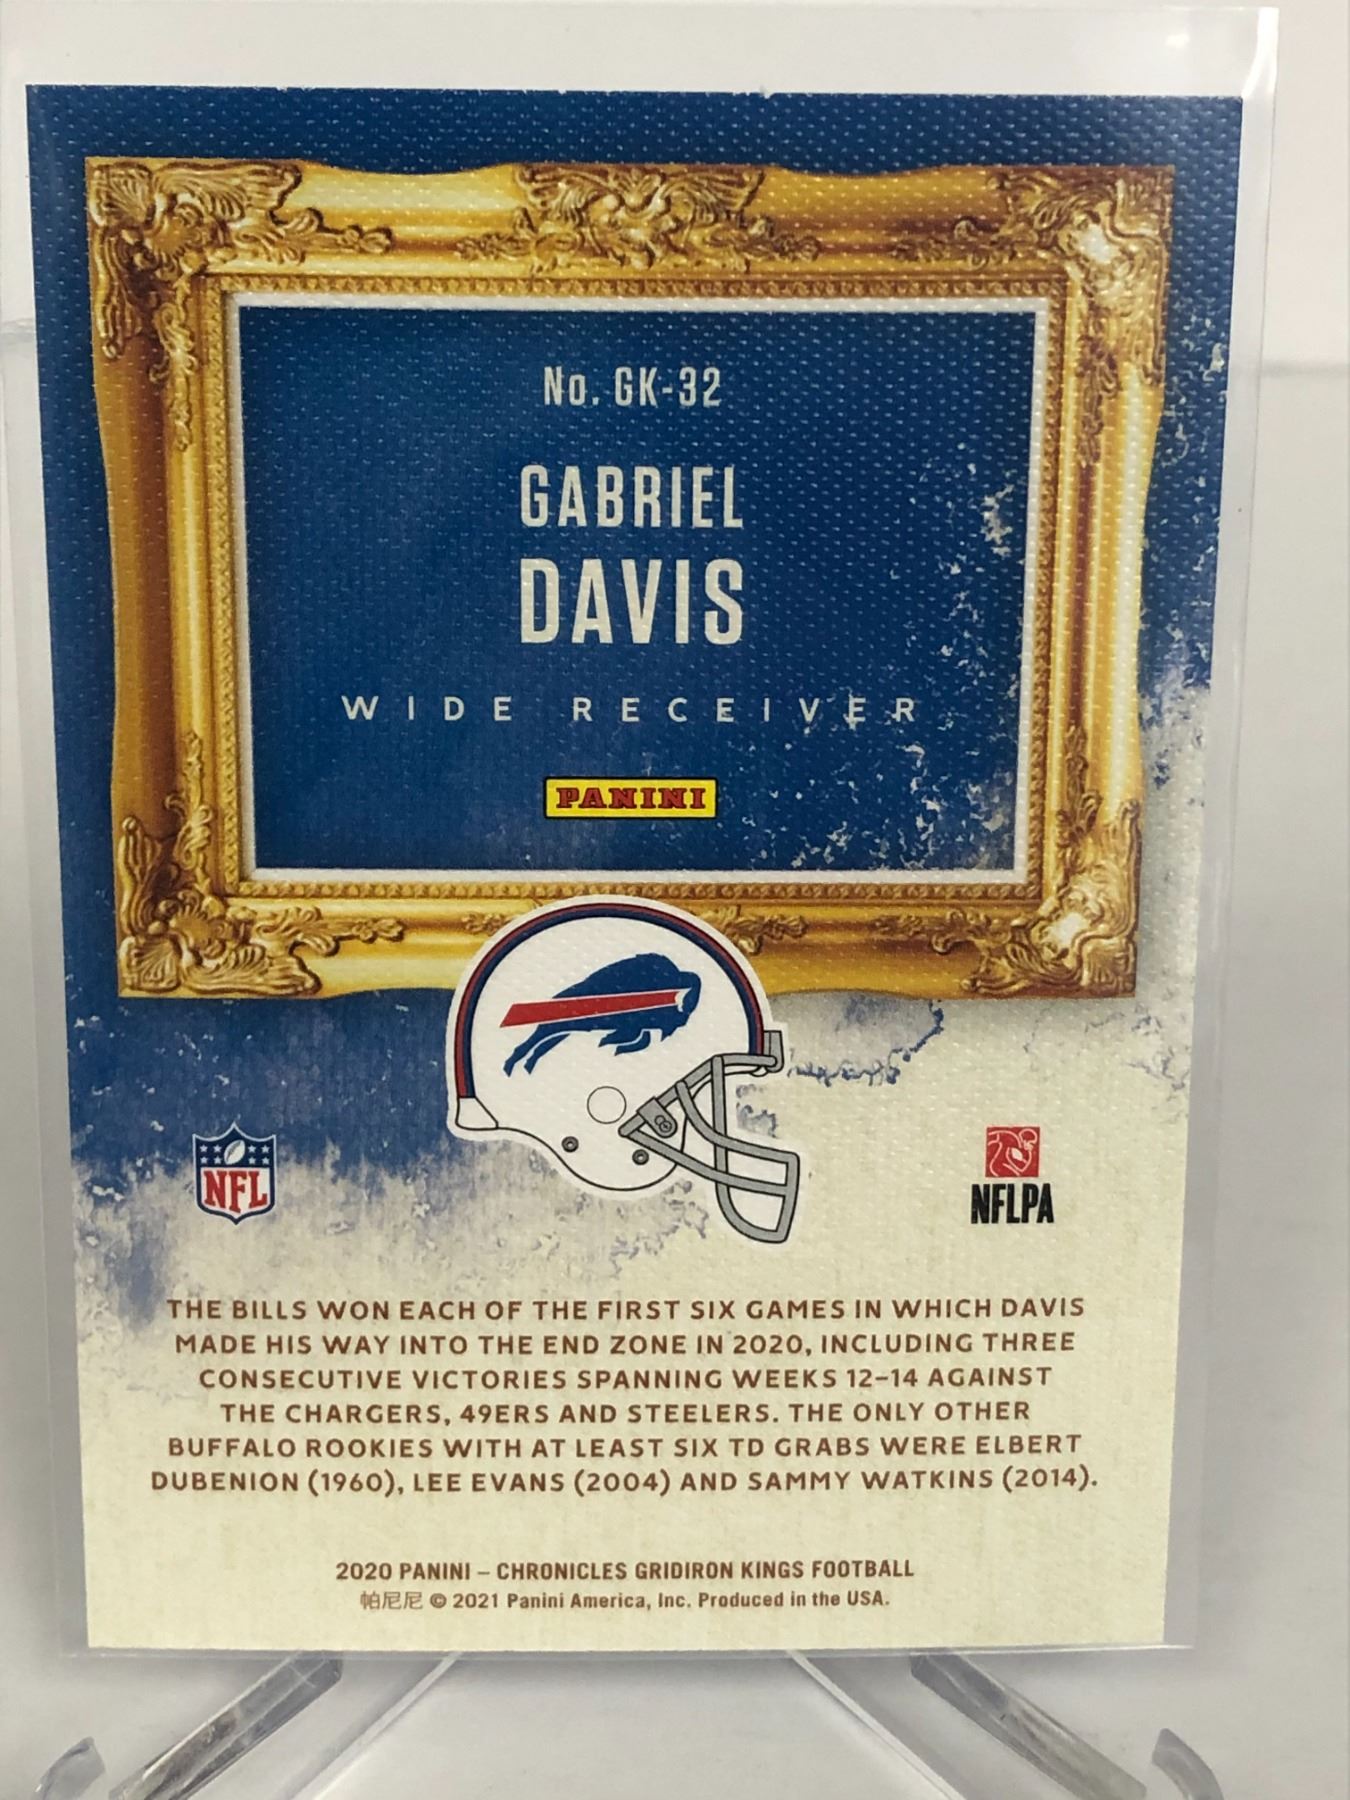 No. GK-32
GABRIEL
DAVIS
WIDE RECEIVER
PANINI
NFL
NFLPA
THE BILLS WON EACH OF THE FIRST SIX GAMES IN WHICH DAVIS
MADE HIS WAY INTO THE END ZONE IN 2020, INCLUDING THREE
CONSECUTIVE VICTORIES SPANNING WEEKS 12–14 AGAINST
THE CHARGERS, 49ERS AND STEELERS. THE ONLY OTHER
BUFFALO ROOKIES WITH AT LEAST SIX TD GRABS WERE ELBERT
DUBENION (1960), LEE EVANS (2004) AND SAMMY WATKINS (2014).
2020 PANINI – CHRONICLES GRIDIRON KINGS FOOTBALL
帕尼尼 © 2021 Panini America, Inc. Produced in the USA.